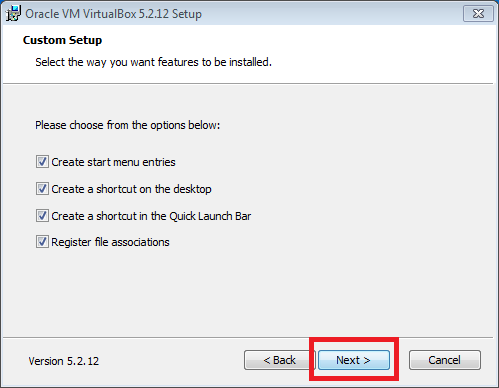 Oracle VM VirtualBox 5.2.12 Setup
Custom Setup
Select the way you want features to be installed.
Please choose from the options below:
Create start menu entries
Create a shortcut on the desktop
Create a shortcut in the Quick Launch Bar
Register file associations
Version 5.2.12
< Back
Next >
Cancel